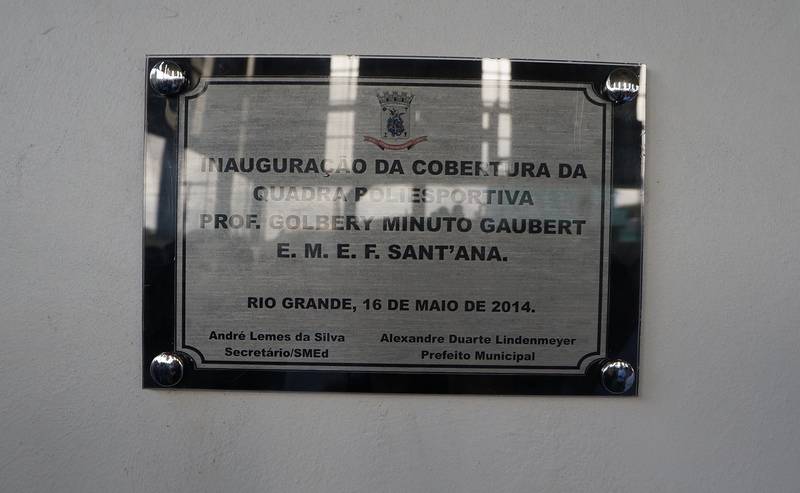 INAUGURAÇÃO DA COBERTURA DA
QUADRA POLIESPORTIVA
PROF. GOLBERY MINUTO GAUBERT
E. M. E. F. SANT'ANA.
RIO GRANDE, 16 DE MAIO DE 2014.
André Lemes da Silva
Secretário/SMEd
Alexandre Duarte Lindenmeyer
Prefeito Municipal